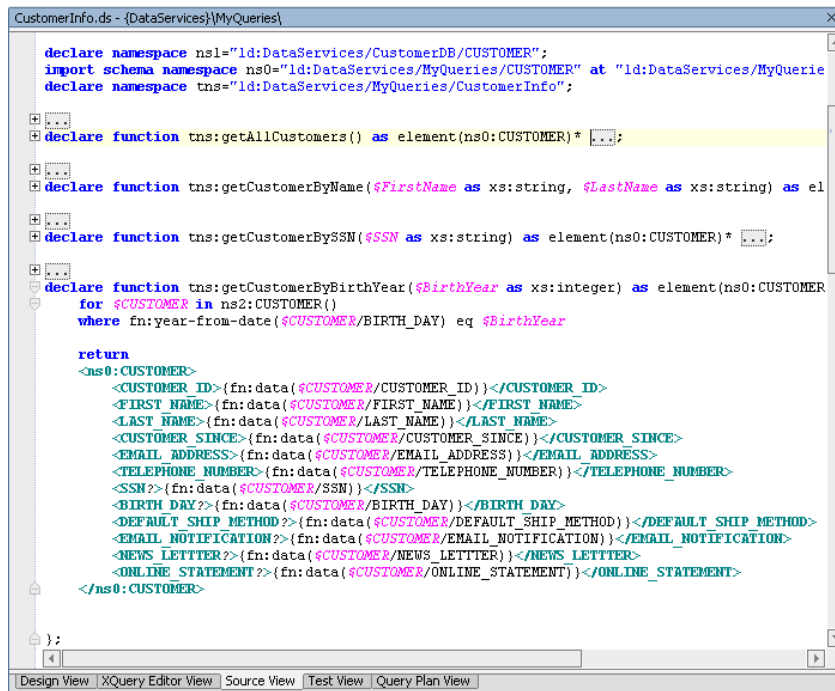 CustomerInfo.ds - {DataServices}\MyQueries\
declare namespace ns1="ld:DataServices/CustomerDB/CUSTOMER";
import schema namespace ns0="ld:DataServices/MyQueries/CUSTOMER" at "ld:DataServices/MyQuerie
declare namespace tns="ld:DataServices/MyQueries/CustomerInfo";
...
declare function tns:getAllCustomers() as element(ns0:CUSTOMER)* ...;
...
declare function tns:getCustomerByName($FirstName as xs:string, $LastName as xs:string) as el
...
declare function tns:getCustomerBySSN($SSN as xs:string) as element(ns0:CUSTOMER)* ...;
...
declare function tns:getCustomerByBirthYear($BirthYear as xs:integer) as element(ns0:CUSTOMER
for $CUSTOMER in ns2:CUSTOMER()
where fn:year-from-date($CUSTOMER/BIRTH_DAY) eq $BirthYear
return
<ns0:CUSTOMER>
<CUSTOMER_ID>{fn:data($CUSTOMER/CUSTOMER_ID)}</CUSTOMER_ID>
<FIRST_NAME>{fn:data($CUSTOMER/FIRST_NAME)}</FIRST_NAME>
<LAST_NAME>{fn:data($CUSTOMER/LAST_NAME)}</LAST_NAME>
<CUSTOMER_SINCE>{fn:data($CUSTOMER/CUSTOMER_SINCE)}</CUSTOMER_SINCE>
<EMAIL_ADDRESS>{fn:data($CUSTOMER/EMAIL_ADDRESS)}</EMAIL_ADDRESS>
<TELEPHONE_NUMBER>{fn:data($CUSTOMER/TELEPHONE_NUMBER)}</TELEPHONE_NUMBER>
<SSN?>{fn:data($CUSTOMER/SSN)}</SSN>
<BIRTH_DAY?>{fn:data($CUSTOMER/BIRTH_DAY)}</BIRTH_DAY>
<DEFAULT_SHIP_METHOD?>{fn:data($CUSTOMER/DEFAULT_SHIP_METHOD)}</DEFAULT_SHIP_METHOD>
<EMAIL_NOTIFICATION?>{fn:data($CUSTOMER/EMAIL_NOTIFICATION)}</EMAIL_NOTIFICATION>
<NEWS_LETTTER?>{fn:data($CUSTOMER/NEWS_LETTTER)}</NEWS_LETTTER>
<ONLINE_STATEMENT?>{fn:data($CUSTOMER/ONLINE_STATEMENT)}</ONLINE_STATEMENT>
</ns0:CUSTOMER>
};
Design View XQuery Editor View Source View Test View Query Plan View